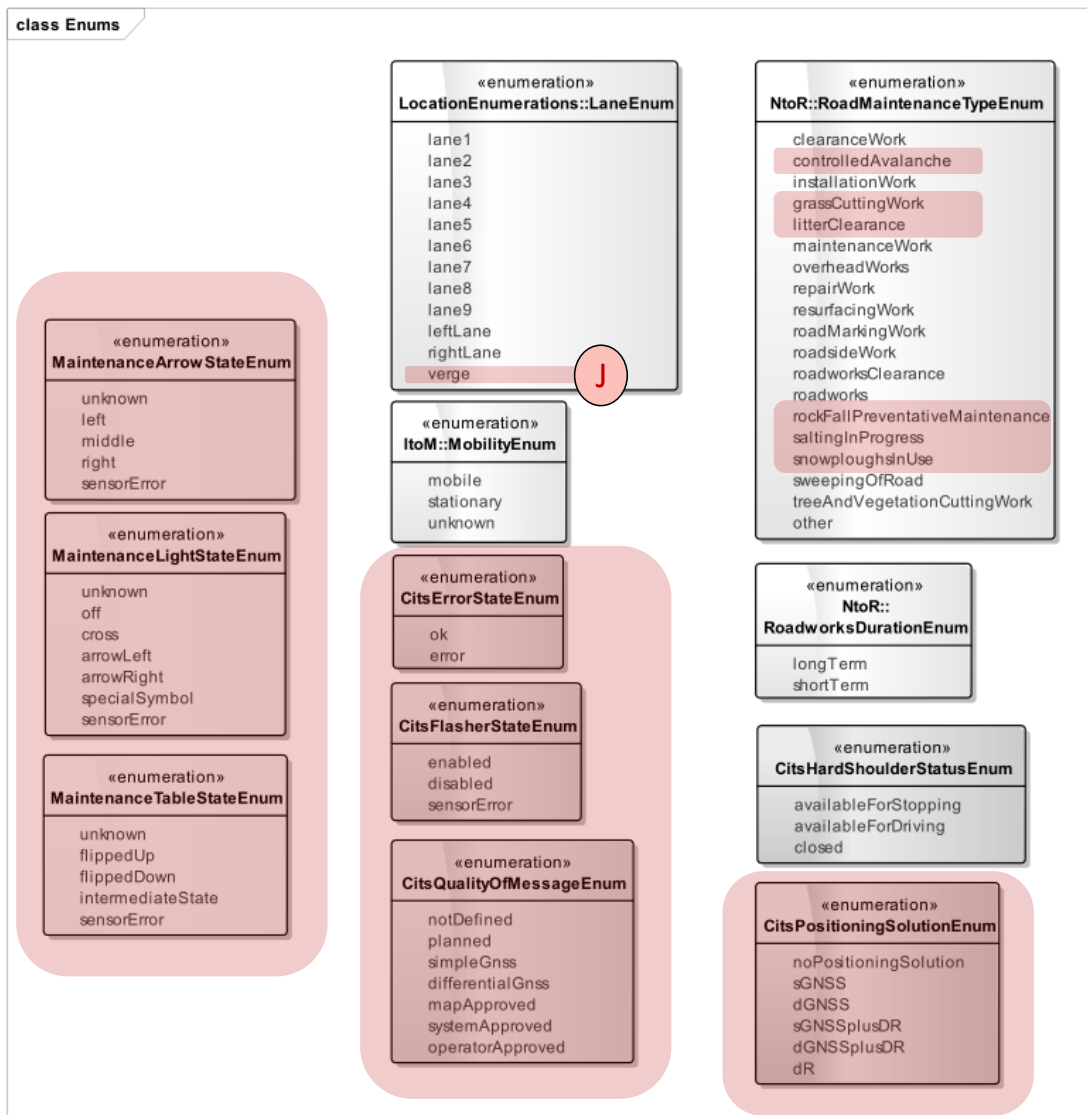 class Enums
«enumeration»
LocationEnumerations::LaneEnum
lane1
lane2
lane3
lane4
lane5
lane6
lane7
lane8
lane9
leftLane
rightLane
verge
J
«enumeration»
NtoR::RoadMaintenanceTypeEnum
clearanceWork
controlledAvalanche
installationWork
grassCuttingWork
litterClearance
maintenanceWork
overheadWorks
repairWork
resurfacingWork
roadMarkingWork
roadsideWork
roadworksClearance
roadworks
rockFallPreventativeMaintenance
saltingInProgress
snowploughsInUse
sweepingOfRoad
treeAndVegetationCuttingWork
other
«enumeration»
MaintenanceArrowStateEnum
unknown
left
middle
right
sensorError
«enumeration»
ItoM::MobilityEnum
mobile
stationary
unknown
«enumeration»
MaintenanceLightStateEnum
unknown
off
cross
arrowLeft
arrowRight
specialSymbol
sensorError
«enumeration»
CitsErrorStateEnum
ok
error
«enumeration»
NtoR::
RoadworksDurationEnum
longTerm
shortTerm
«enumeration»
CitsFlasherStateEnum
enabled
disabled
sensorError
«enumeration»
CitsHardShoulderStatusEnum
availableForStopping
availableForDriving
closed
«enumeration»
MaintenanceTableStateEnum
unknown
flippedUp
flippedDown
intermediateState
sensorError
«enumeration»
CitsQualityOfMessageEnum
notDefined
planned
simpleGnss
differentialGnss
mapApproved
systemApproved
operatorApproved
«enumeration»
CitsPositioningSolutionEnum
noPositioningSolution
sGNSS
dGNSS
sGNSSplusDR
dGNSSplusDR
dR